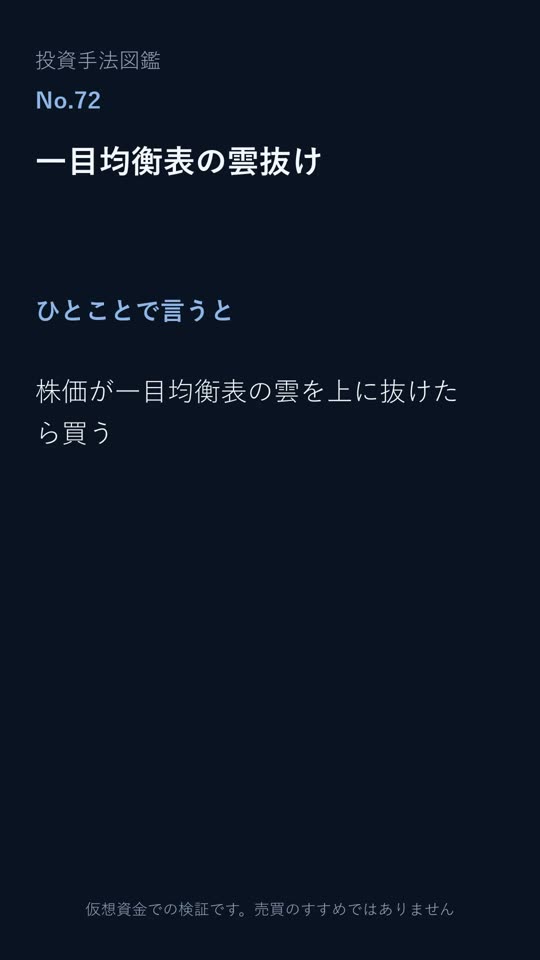 投資手法図鑑
No.72
一目均衡表の雲抜け
ひとことで言うと
株価が一目均衡表の雲を上に抜けた
ら買う
仮想資金での検証です。売買のすすめではありません